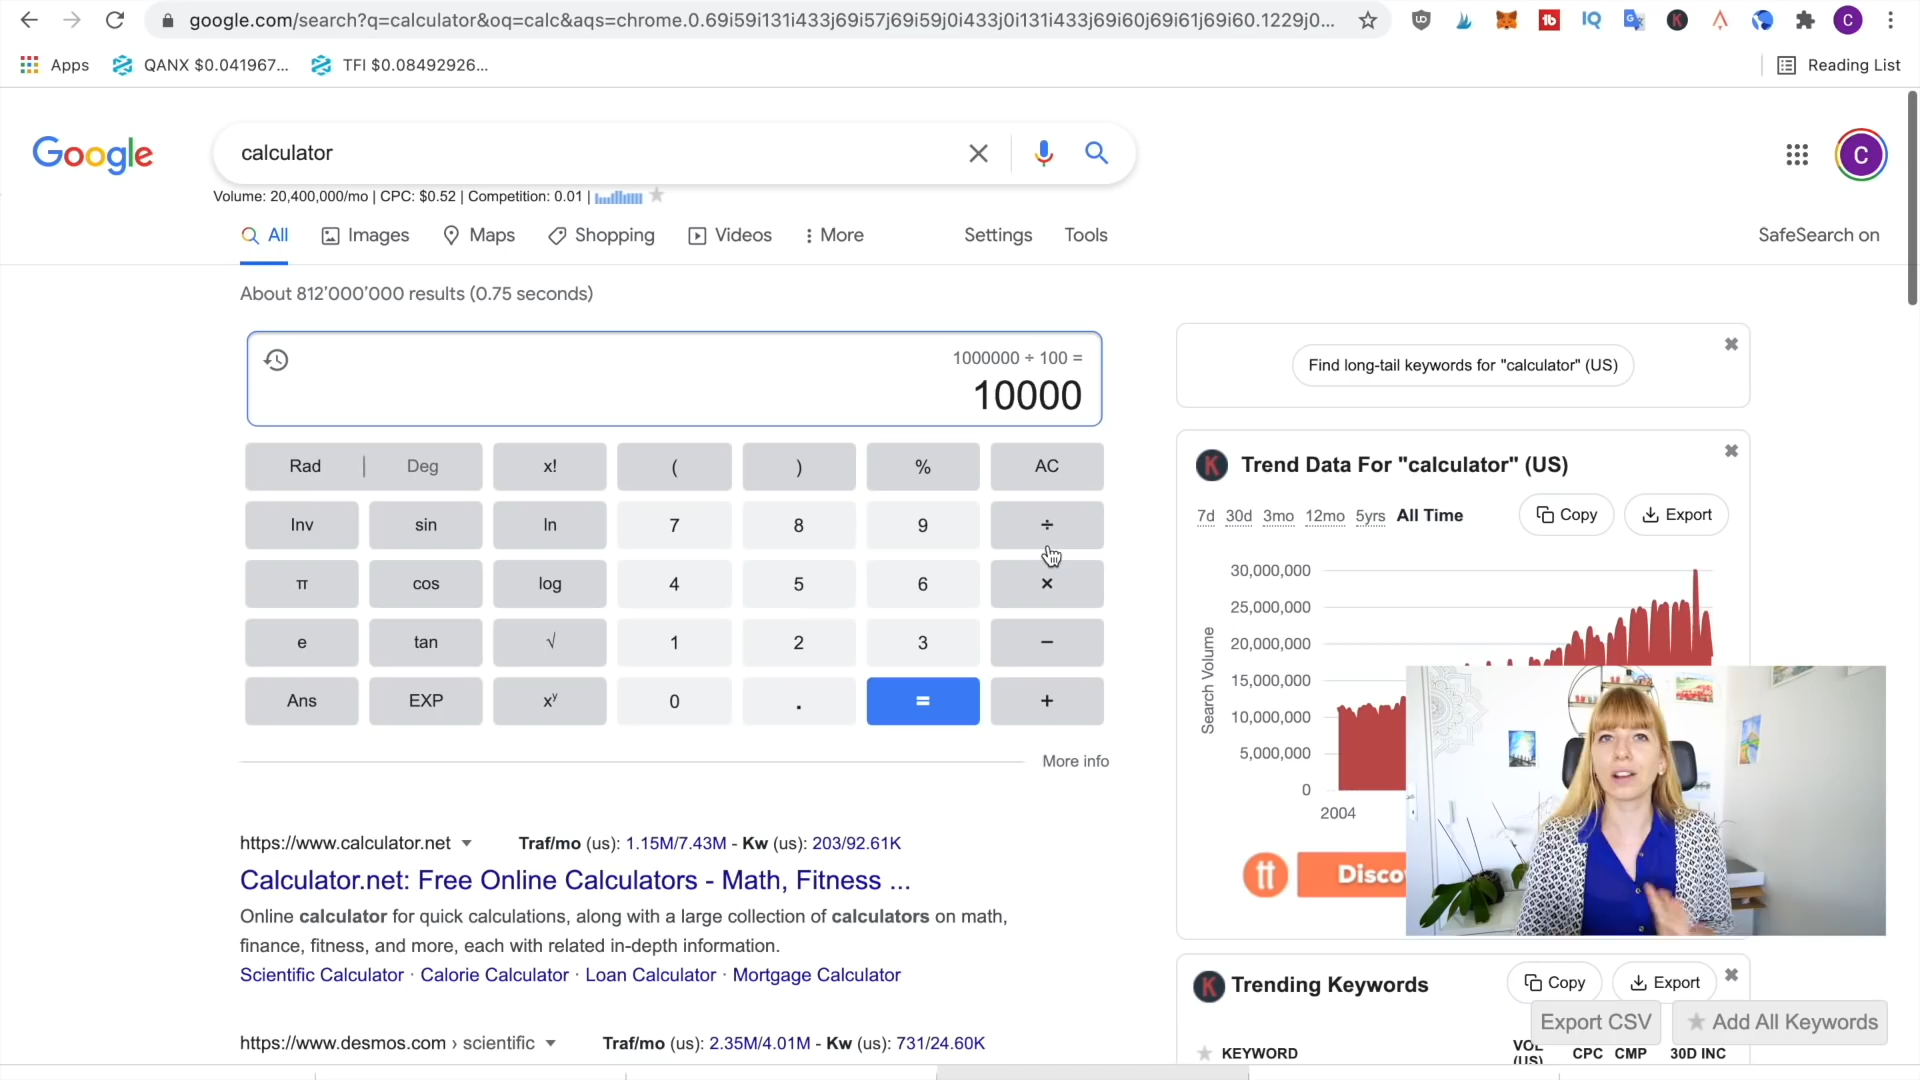 google.com/search?q=calculator&oq=calc&aqs=chrome.0.69i59i131i433j69i57j69i59j0i433j0i131i433j69i60j69i61j69i60.1229j0...
Apps QANX $0.041967... TFI $0.08492926... Reading List
Google calculator C
Volume: 20,400,000/mo | CPC: $0.52 | Competition: 0.01 |
All Images Maps Shopping Videos More Settings Tools SafeSearch on
About 812’000’000 results (0.75 seconds)
1000000 ÷ 100 =
10000
Rad | Deg x! ( ) % AC
Inv sin ln 7 8 9 ÷
π cos log 4 5 6 ×
e tan √ 1 2 3 −
Ans EXP xʸ 0 . = +
More info
https://www.calculator.net Traf/mo (us): 1.15M/7.43M - Kw (us): 203/92.61K
Calculator.net: Free Online Calculators - Math, Fitness ...
Online calculator for quick calculations, along with a large collection of calculators on math,
finance, fitness, and more, each with related in-depth information.
Scientific Calculator · Calorie Calculator · Loan Calculator · Mortgage Calculator
https://www.desmos.com › scientific Traf/mo (us): 2.35M/4.01M - Kw (us): 731/24.60K
Find long-tail keywords for "calculator" (US)
K Trend Data For "calculator" (US)
7d 30d 3mo 12mo 5yrs All Time Copy Export
30,000,000
25,000,000
20,000,000
15,000,000
10,000,000
5,000,000
0
Search Volume
2004
tt Disco
K Trending Keywords Copy Export
Export CSV Add All Keywords
KEYWORD VOL (US) CPC CMP 30D INC